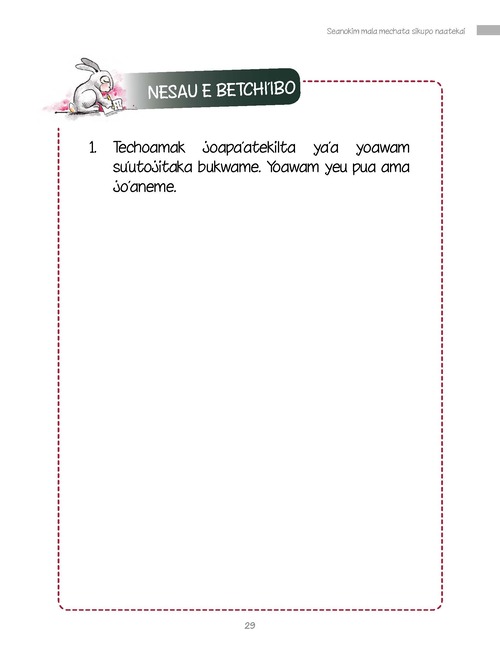 Seanokim mala mechata sikupo naatekai
NESAU E BETCHI'IBO
1. Techoamak joapa'atekilta ya'a yoawam
su'utojitaka bukwame. Yoawam yeu pua ama
jo'aneme.
29